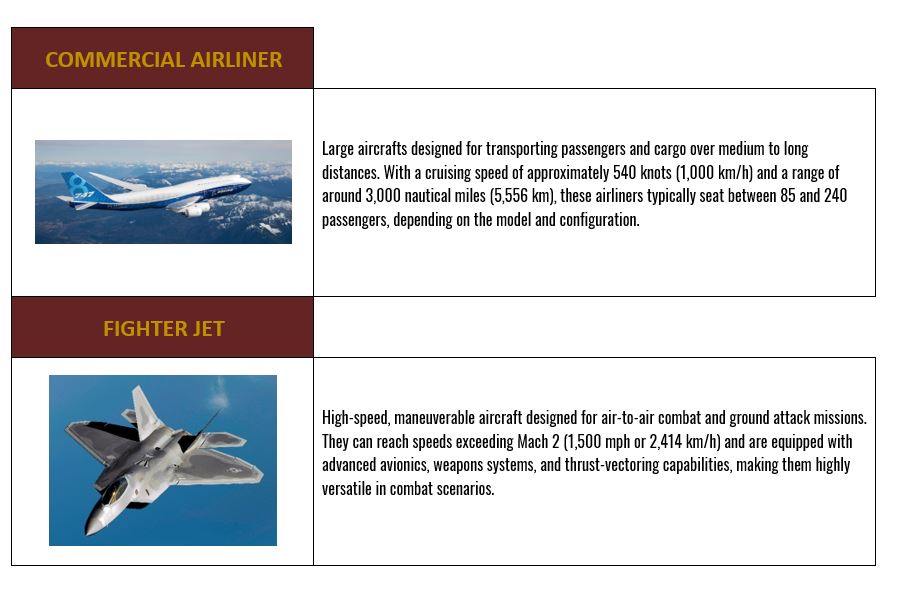 COMMERCIAL AIRLINER
8
747
Large aircrafts designed for transporting passengers and cargo over medium to long
distances. With a cruising speed of approximately 540 knots (1,000 km/h) and a range of
around 3,000 nautical miles (5,556 km), these airliners typically seat between 85 and 240
passengers, depending on the model and configuration.
FIGHTER JET
High-speed, maneuverable aircraft designed for air-to-air combat and ground attack missions.
They can reach speeds exceeding Mach 2 (1,500 mph or 2,414 km/h) and are equipped with
advanced avionics, weapons systems, and thrust-vectoring capabilities, making them highly
versatile in combat scenarios.